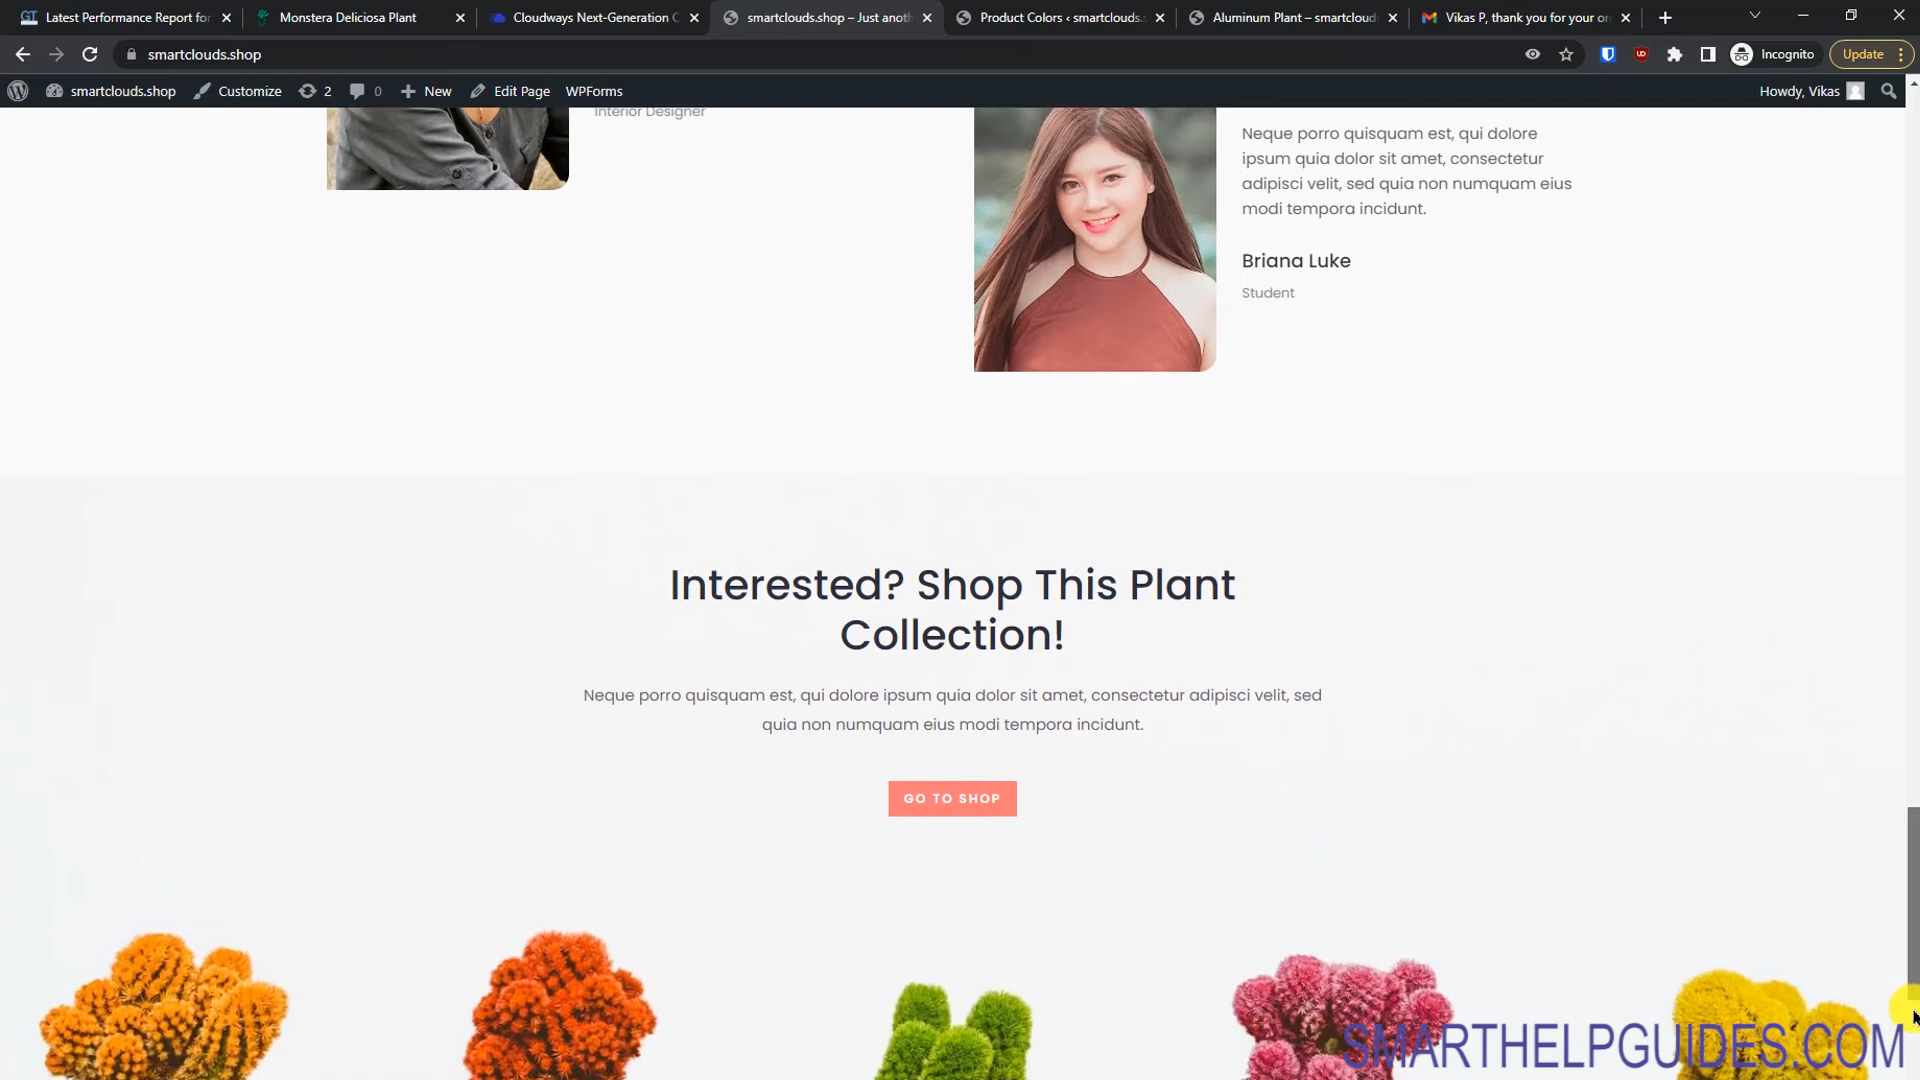 Latest Performance Report for
Monstera Deliciosa Plant
Cloudways Next-Generation C
smartclouds.shop – Just anoth
Product Colors ‹ smartclouds.s
Aluminum Plant – smartclouds
Vikas P, thank you for your or
smartclouds.shop
Incognito
Update
smartclouds.shop
Customize
2
0
New
Edit Page
WPForms
Howdy, Vikas
Interior Designer
Neque porro quisquam est, qui dolore
ipsum quia dolor sit amet, consectetur
adipisci velit, sed quia non numquam eius
modi tempora incidunt.
Briana Luke
Student
Interested? Shop This Plant
Collection!
Neque porro quisquam est, qui dolore ipsum quia dolor sit amet, consectetur adipisci velit, sed
quia non numquam eius modi tempora incidunt.
GO TO SHOP
SMARTHELPGUIDES.COM